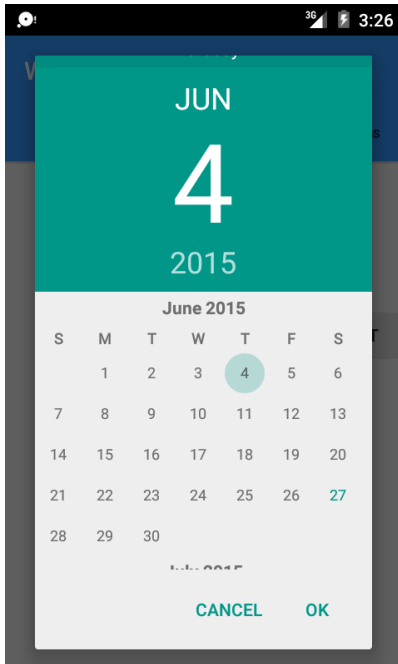 3G 3:26
JUN
4
2015
June 2015
S M T W T F S
1 2 3 4 5 6
7 8 9 10 11 12 13
14 15 16 17 18 19 20
21 22 23 24 25 26 27
28 29 30
July 2015
CANCEL OK